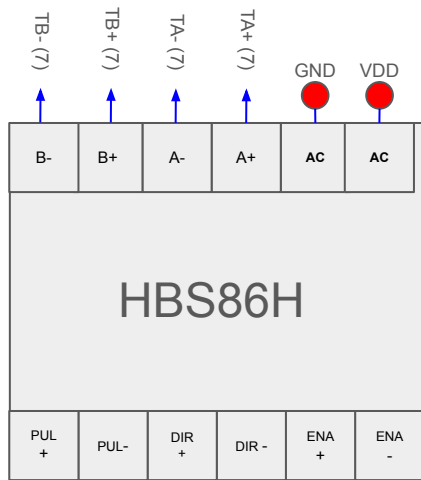 TB- (7)
TB+ (7)
TA- (7)
TA+ (7)
GND
VDD
B-
B+
A-
A+
AC
AC
HBS86H
PUL
+
PUL-
DIR
+
DIR -
ENA
+
ENA
-